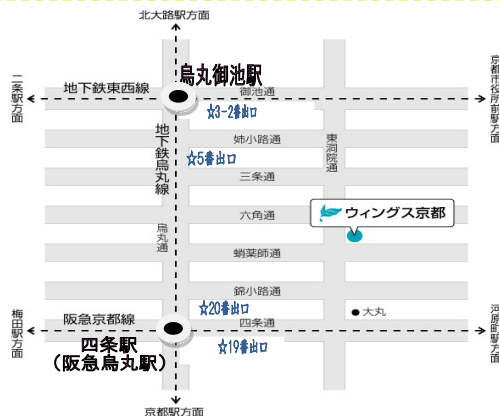 北大路駅方面
烏丸御池駅
地下鉄東西線
御池通
二条駅方面
京都市役所前駅方面
☆3-2番出口
地下鉄烏丸線
姉小路通
東洞院通
☆5番出口
三条通
六角通
ウィングス京都
烏丸通
蛸薬師通
錦小路通
☆20番出口
大丸
阪急京都線
四条通
梅田駅方面
河原町駅方面
四条駅
(阪急烏丸駅)
☆19番出口
京都駅方面